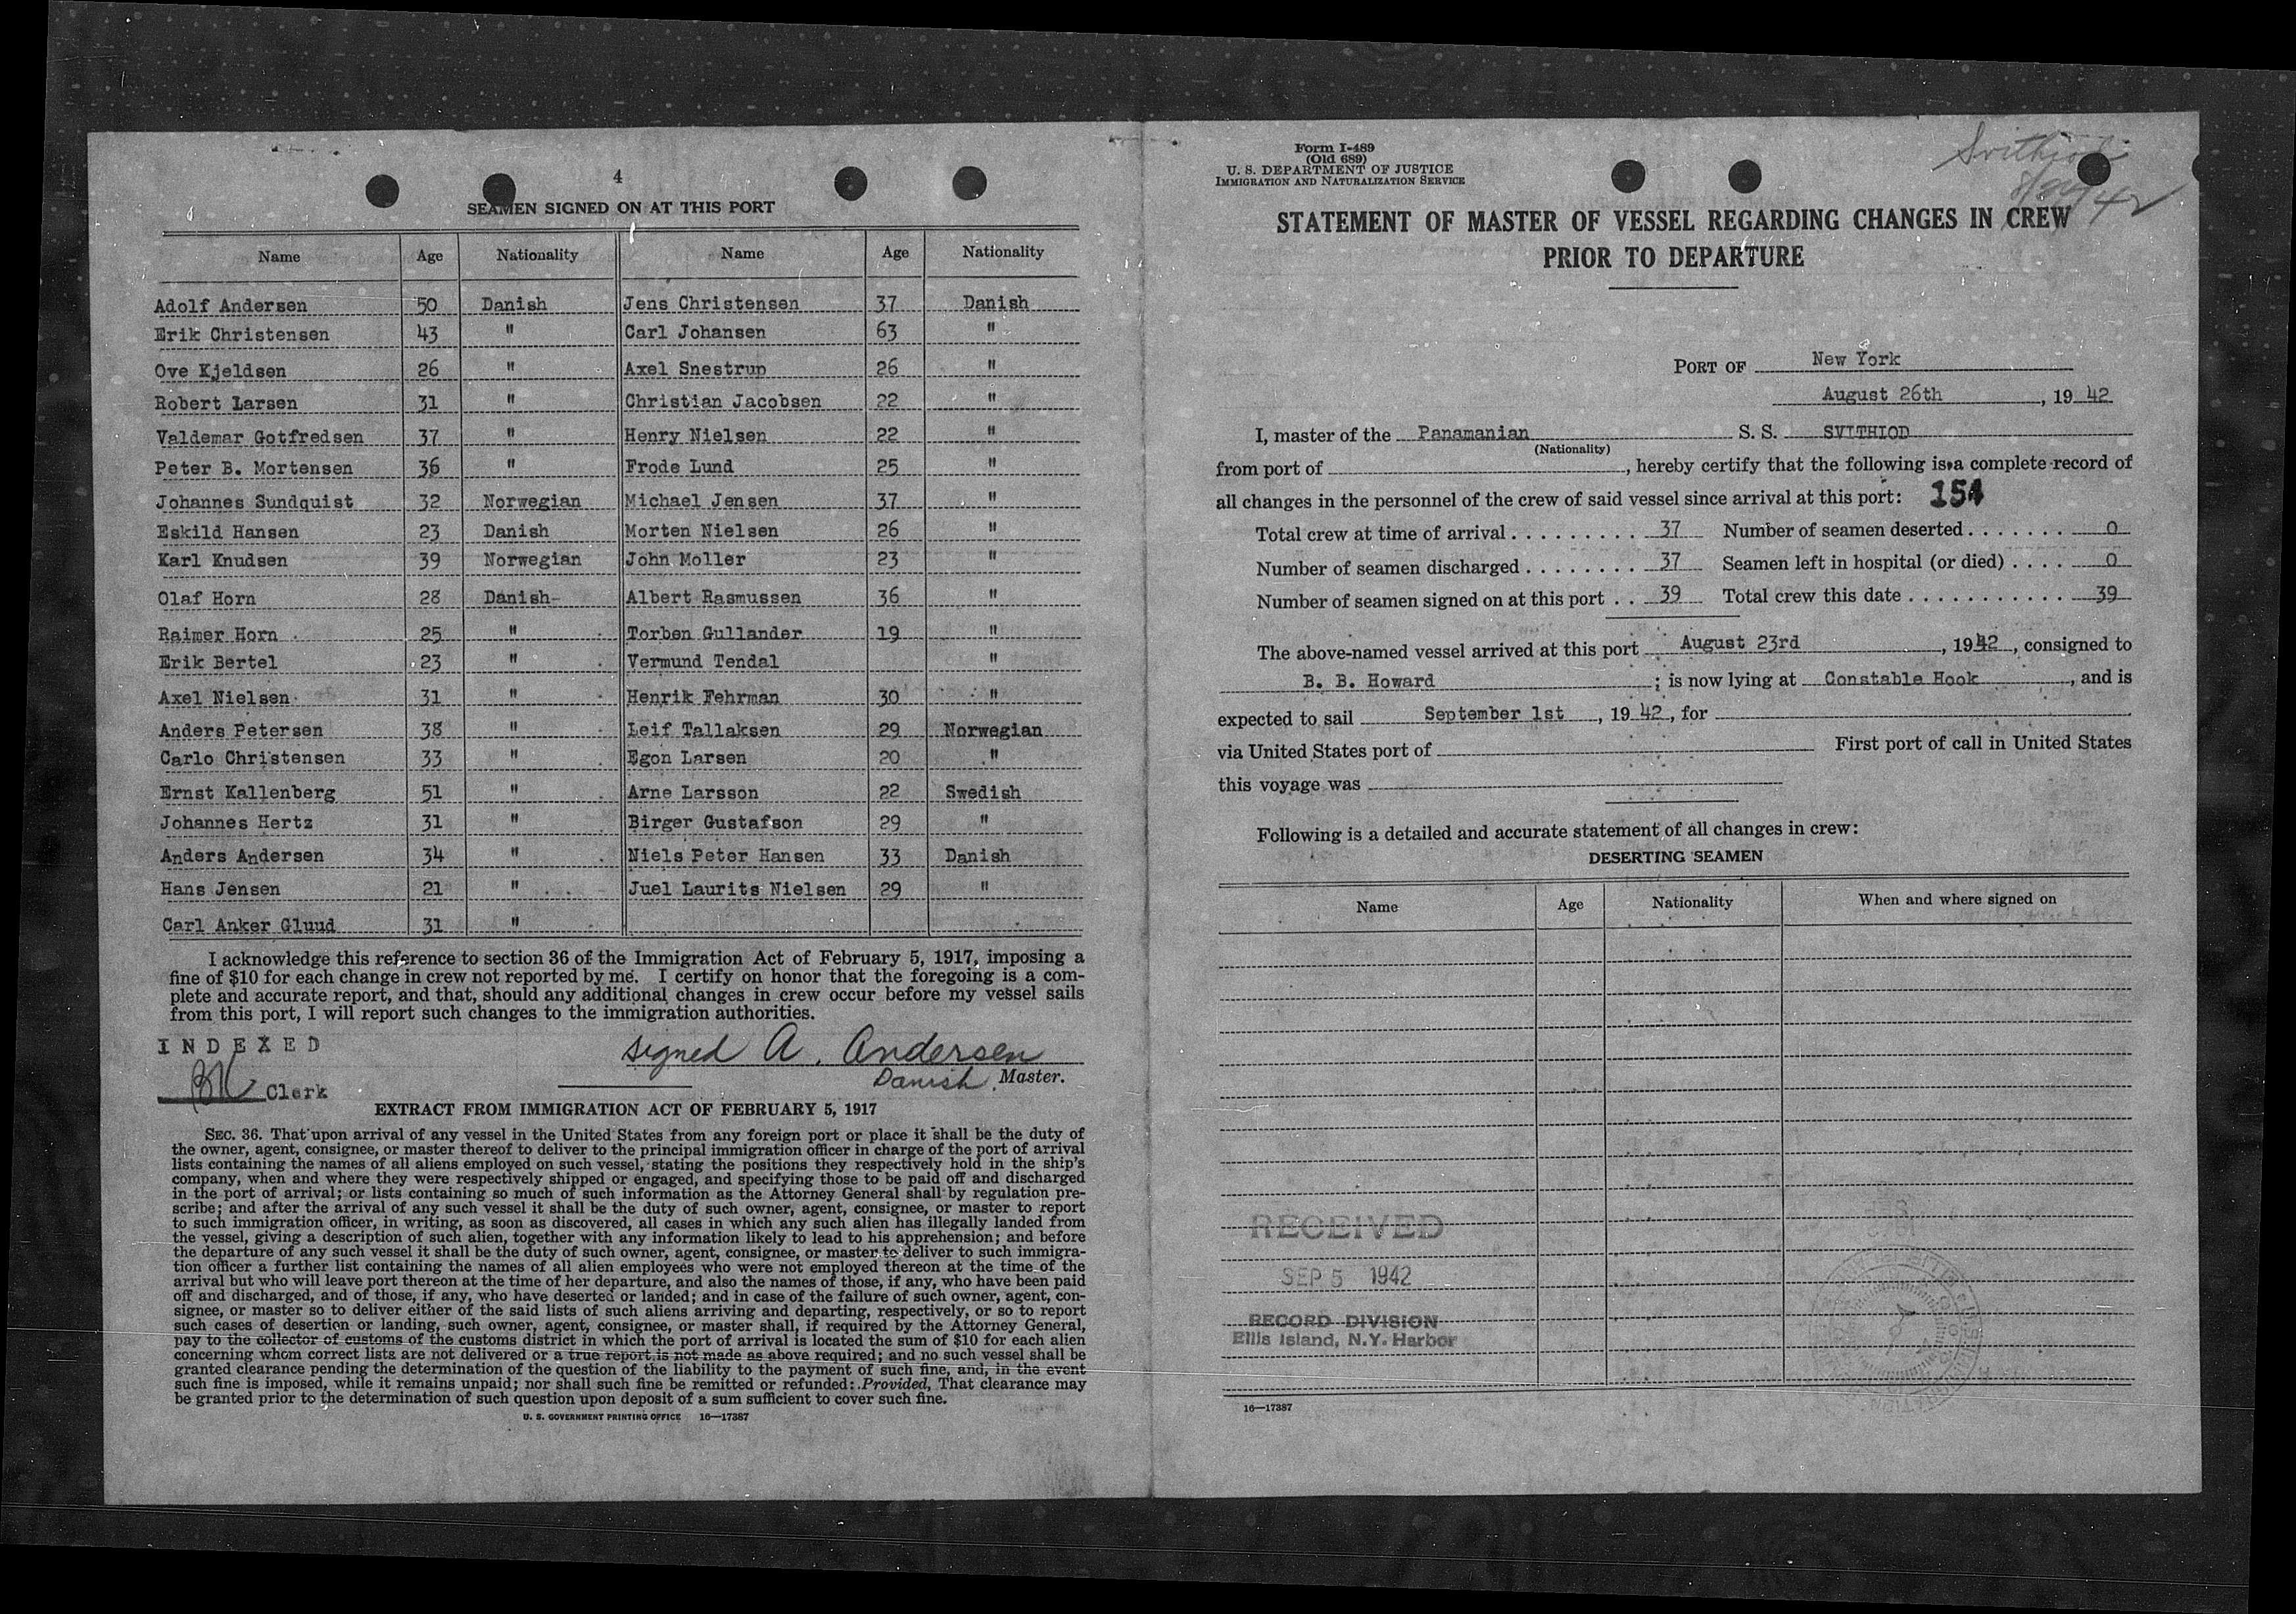 4
SEAMEN SIGNED ON AT THIS PORT
Name Age Nationality Name Age Nationality
Adolf Andersen 50 Danish Jens Christensen 37 Danish
Erik Christensen 43 " Carl Johansen 63 "
Ove Kjeldsen 26 " Axel Snestrup 26 "
Robert Larsen 31 " Christian Jacobsen 22 "
Valdemar Gotfredsen 37 " Henry Nielsen 22 "
Peter B. Mortensen 36 " Frode Lund 25 "
Johannes Sundquist 32 Norwegian Michael Jensen 37 "
Eskild Hansen 23 Danish Morten Nielsen 26 "
Karl Knudsen 39 Norwegian John Moller 23 "
Olaf Horn 28 Danish- Albert Rasmussen 36 "
Raimer Horn 25 " Torben Gullander 19 "
Erik Bertel 23 " Vermund Tendal "
Axel Nielsen 31 " Henrik Fehrman 30 "
Anders Petersen 38 " Leif Tallaksen 29 Norwegian
Carlo Christensen 33 " Egon Larsen 20 "
Ernst Kallenberg 51 " Arne Larsson 22 Swedish
Johannes Hertz 31 " Birger Gustafson 29 "
Anders Andersen 34 " Niels Peter Hansen 33 Danish
Hans Jensen 21 " Juel Laurits Nielsen 29 "
Carl Anker Gluud 31 "
I acknowledge this reference to section 36 of the Immigration Act of February 5, 1917, imposing a
fine of $10 for each change in crew not reported by me. I certify on honor that the foregoing is a com-
plete and accurate report, and that, should any additional changes in crew occur before my vessel sails
from this port, I will report such changes to the immigration authorities.
INDEXED
signed A. Andersen
Danish Master.
Clerk
EXTRACT FROM IMMIGRATION ACT OF FEBRUARY 5, 1917
SEC. 36. That upon arrival of any vessel in the United States from any foreign port or place it shall be the duty of
the owner, agent, consignee, or master thereof to deliver to the principal immigration officer in charge of the port of arrival
lists containing the names of all aliens employed on such vessel, stating the positions they respectively hold in the ship's
company, when and where they were respectively shipped or engaged, and specifying those to be paid off and discharged
in the port of arrival; or lists containing so much of such information as the Attorney General shall by regulation pre-
scribe; and after the arrival of any such vessel it shall be the duty of such owner, agent, consignee, or master to report
to such immigration officer, in writing, as soon as discovered, all cases in which any such alien has illegally landed from
the vessel, giving a description of such alien, together with any information likely to lead to his apprehension; and before
the departure of any such vessel it shall be the duty of such owner, agent, consignee, or master to deliver to such immigra-
tion officer a further list containing the names of all alien employees who were not employed thereon at the time of the
arrival but who will leave port thereon at the time of her departure, and also the names of those, if any, who have been paid
off and discharged, and of those, if any, who have deserted or landed; and in case of the failure of such owner, agent, con-
signee, or master so to deliver either of the said lists of such aliens arriving and departing, respectively, or so to report
such cases of desertion or landing, such owner, agent, consignee, or master shall, if required by the Attorney General,
pay to the collector of customs of the customs district in which the port of arrival is located the sum of $10 for each alien
concerning whom correct lists are not delivered or a true report is not made as above required; and no such vessel shall be
granted clearance pending the determination of the question of the liability to the payment of such fine, and, in the event
such fine is imposed, while it remains unpaid; nor shall such fine be remitted or refunded: Provided, That clearance may
be granted prior to the determination of such question upon deposit of a sum sufficient to cover such fine.
U. S. GOVERNMENT PRINTING OFFICE 16—17387
Form I-489
(Old 689)
U. S. DEPARTMENT OF JUSTICE
IMMIGRATION AND NATURALIZATION SERVICE
Svithiod
STATEMENT OF MASTER OF VESSEL REGARDING CHANGES IN CREW
PRIOR TO DEPARTURE
PORT OF New York
August 26th, 1942
I, master of the Panamanian S. S. SVITHIOD
(Nationality)
from port of , hereby certify that the following is a complete record of
all changes in the personnel of the crew of said vessel since arrival at this port: 154
Total crew at time of arrival 37 Number of seamen deserted 0
Number of seamen discharged 37 Seamen left in hospital (or died) 0
Number of seamen signed on at this port 39 Total crew this date 39
The above-named vessel arrived at this port August 23rd, 1942, consigned to
B. B. Howard ; is now lying at Constable Hook, and is
expected to sail September 1st, 1942, for
via United States port of First port of call in United States
this voyage was
Following is a detailed and accurate statement of all changes in crew:
DESERTING SEAMEN
Name Age Nationality When and where signed on
RECEIVED
SEP 5 1942
RECORD DIVISION
Ellis Island, N.Y. Harbor
16—17387